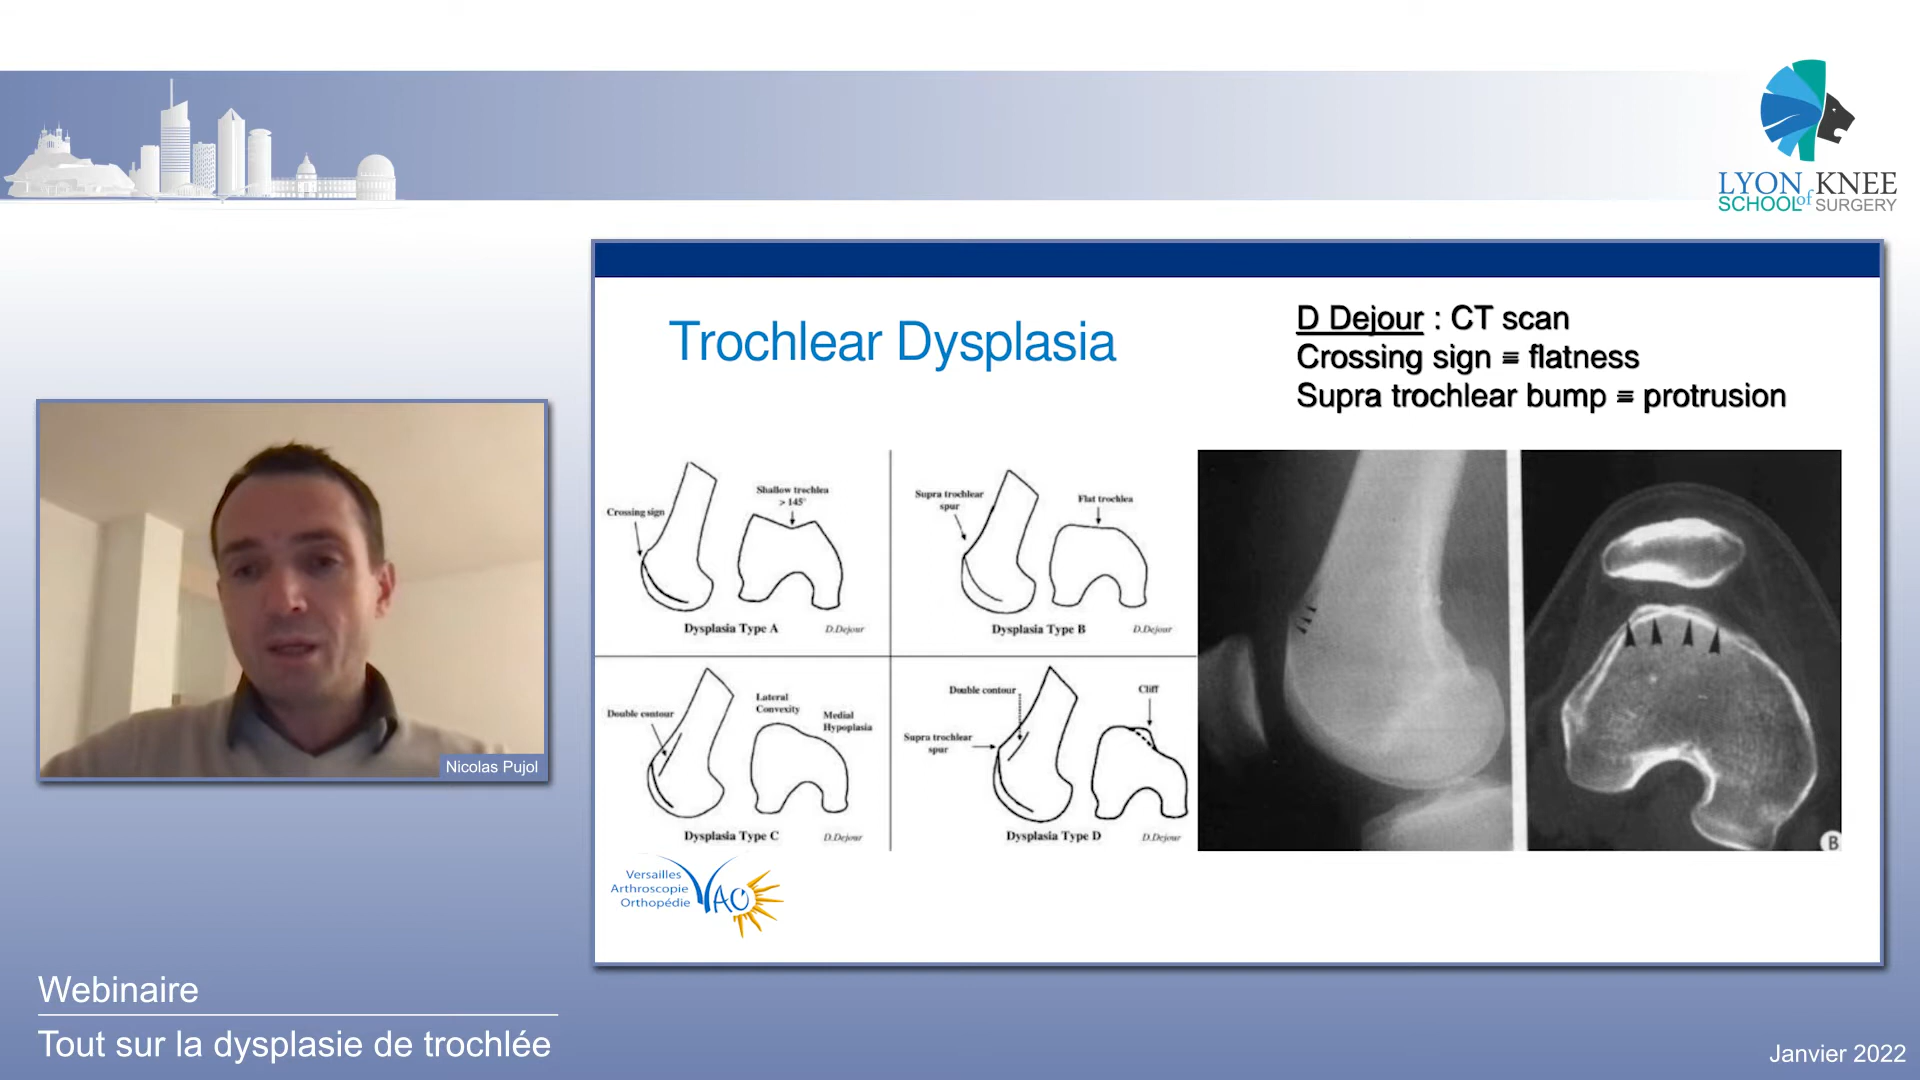 LYON KNEE
SCHOOL of SURGERY
Trochlear Dysplasia
D Dejour : CT scan
Crossing sign ≡ flatness
Supra trochlear bump ≡ protrusion
Crossing sign
Shallow trochlea
> 145°
Dysplasia Type A
D.Dejour
Supra trochlear
spur
Flat trochlea
Dysplasia Type B
D.Dejour
Double contour
Lateral
Convexity
Medial
Hypoplasia
Dysplasia Type C
D.Dejour
Double contour
Cliff
Supra trochlear
spur
Dysplasia Type D
D.Dejour
B
Versailles
Arthroscopie
Orthopédie
VAO
Nicolas Pujol
Webinaire
Tout sur la dysplasie de trochlée
Janvier 2022